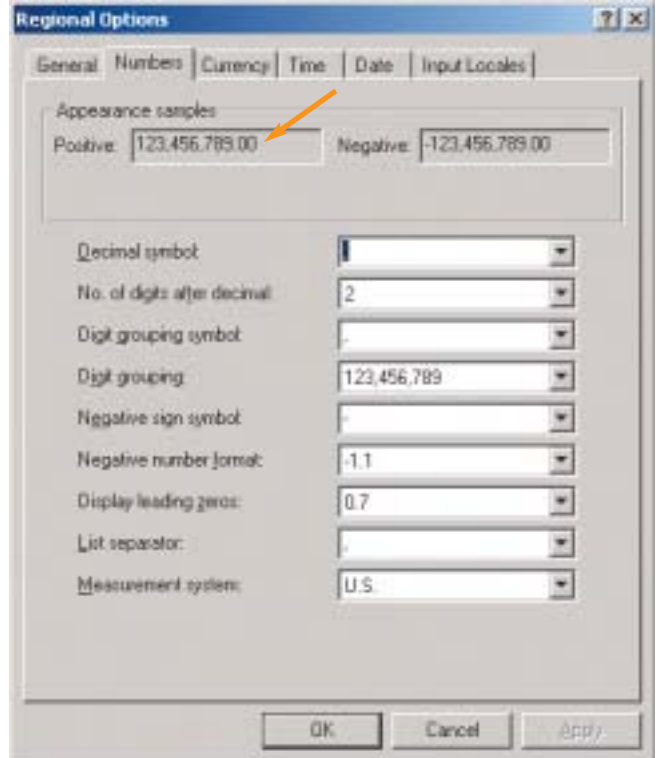 Regional Options
General Numbers Currency Time Date Input Locales
Appearance samples
Positive: 123,456,789.00 Negative: -123,456,789.00
Decimal symbol:
No. of digits after decimal: 2
Digit grouping symbol:
Digit grouping: 123,456,789
Negative sign symbol: -
Negative number format: -1.1
Display leading zeros: 0.7
List separator:
Measurement system: U.S.
OK Cancel Apply